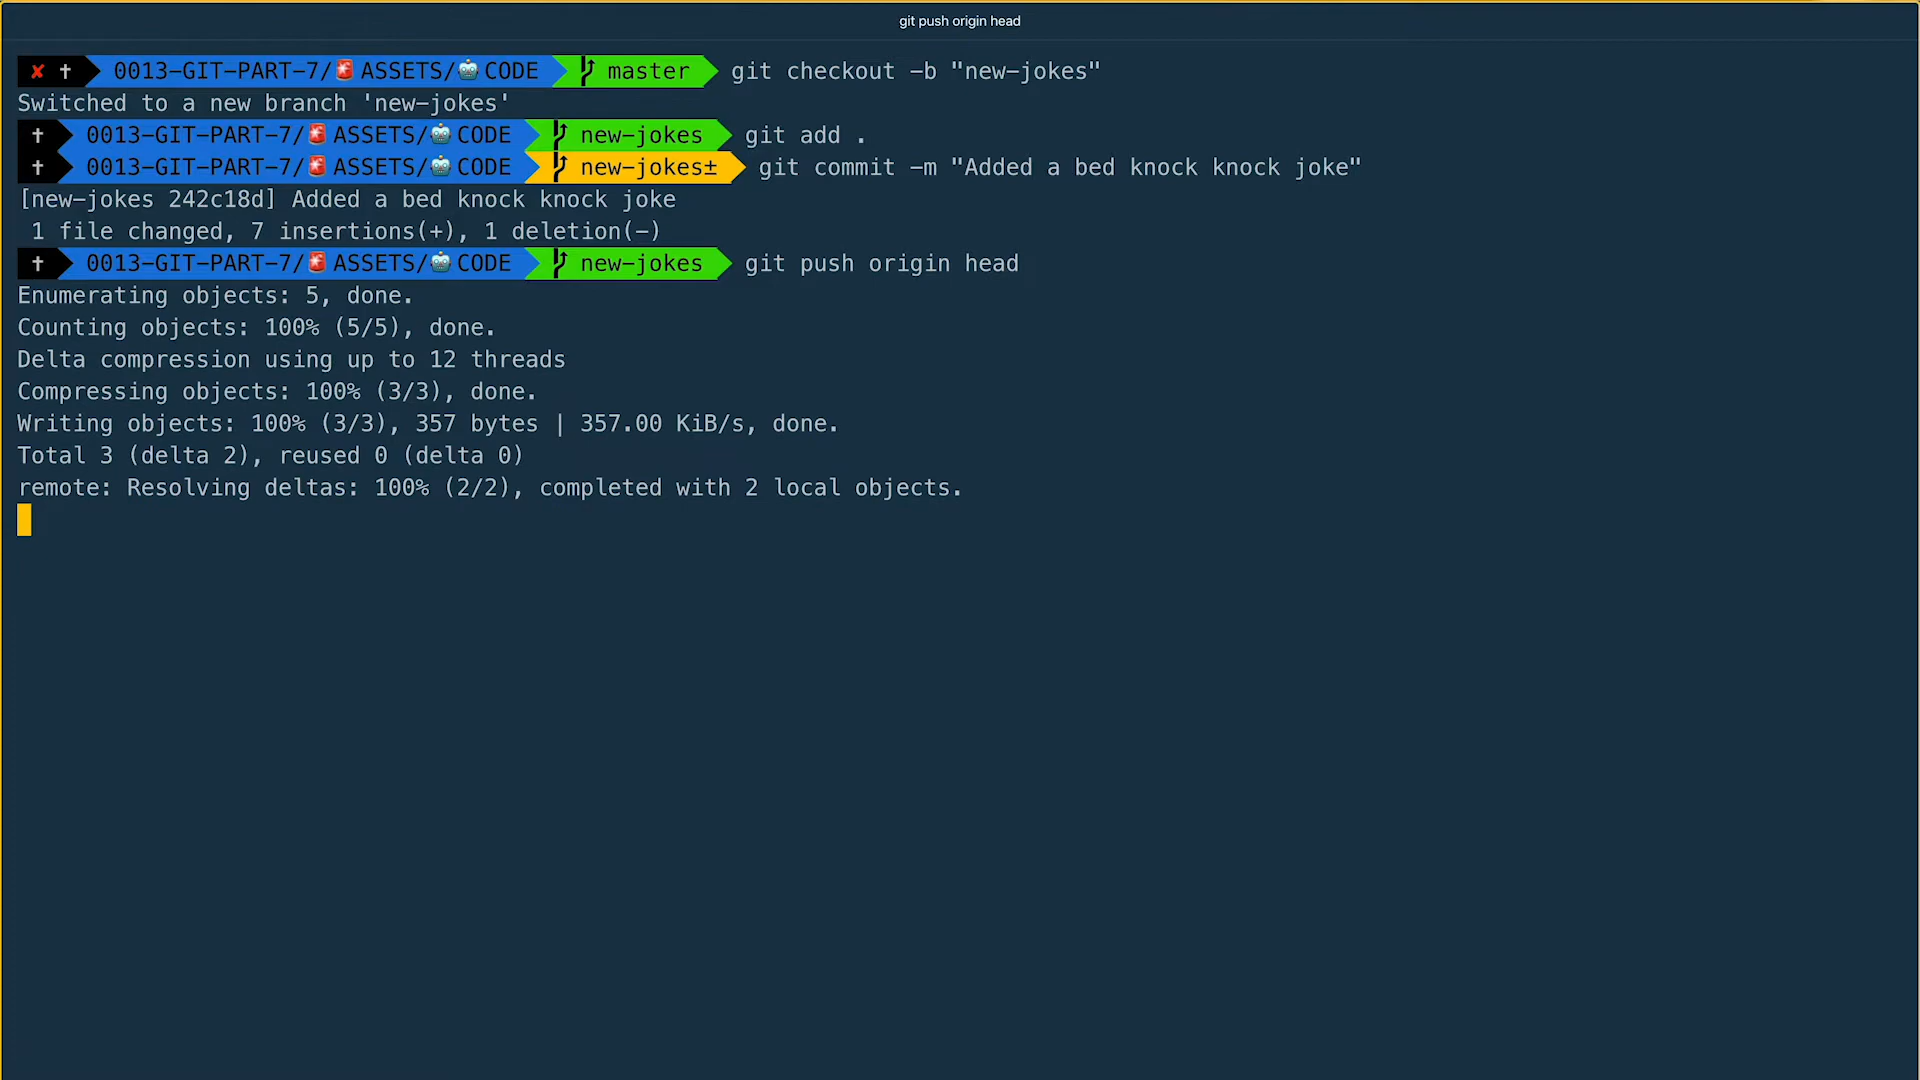 git push origin head
✘ ✝ 0013-GIT-PART-7/🚨ASSETS/🤖CODE master git checkout -b "new-jokes"
Switched to a new branch 'new-jokes'
✝ 0013-GIT-PART-7/🚨ASSETS/🤖CODE new-jokes git add .
✝ 0013-GIT-PART-7/🚨ASSETS/🤖CODE new-jokes± git commit -m "Added a bed knock knock joke"
[new-jokes 242c18d] Added a bed knock knock joke
1 file changed, 7 insertions(+), 1 deletion(-)
✝ 0013-GIT-PART-7/🚨ASSETS/🤖CODE new-jokes git push origin head
Enumerating objects: 5, done.
Counting objects: 100% (5/5), done.
Delta compression using up to 12 threads
Compressing objects: 100% (3/3), done.
Writing objects: 100% (3/3), 357 bytes | 357.00 KiB/s, done.
Total 3 (delta 2), reused 0 (delta 0)
remote: Resolving deltas: 100% (2/2), completed with 2 local objects.